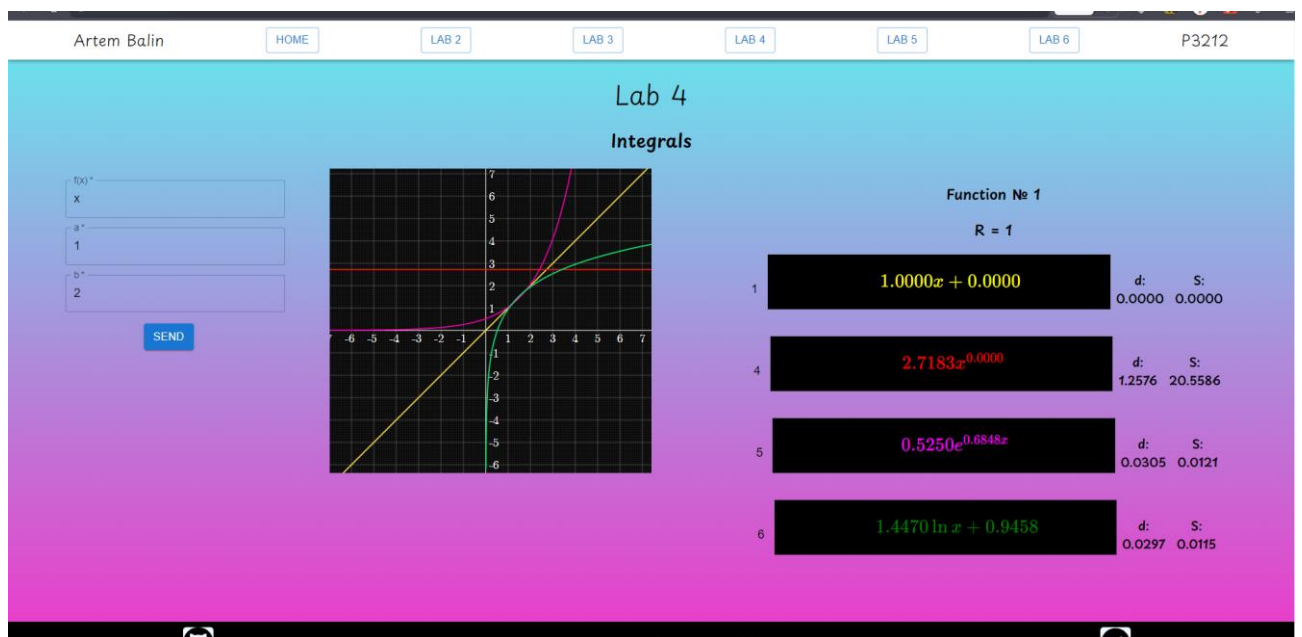 Artem Balin HOME LAB 2 LAB 3 LAB 4 LAB 5 LAB 6 P3212
Lab 4
Integrals
f(x) *
x
a *
1
b *
2
SEND
7
6
5
4
3
2
1
-6 -5 -4 -3 -2 -1 1 2 3 4 5 6 7
-1
-2
-3
-4
-5
-6
Function № 1
R = 1
1 1.0000x + 0.0000 d: S:
0.0000 0.0000
4 2.7183x^0.0000 d: S:
1.2576 20.5586
5 0.5250e^0.6848x d: S:
0.0305 0.0121
6 1.4470 ln x + 0.9458 d: S:
0.0297 0.0115